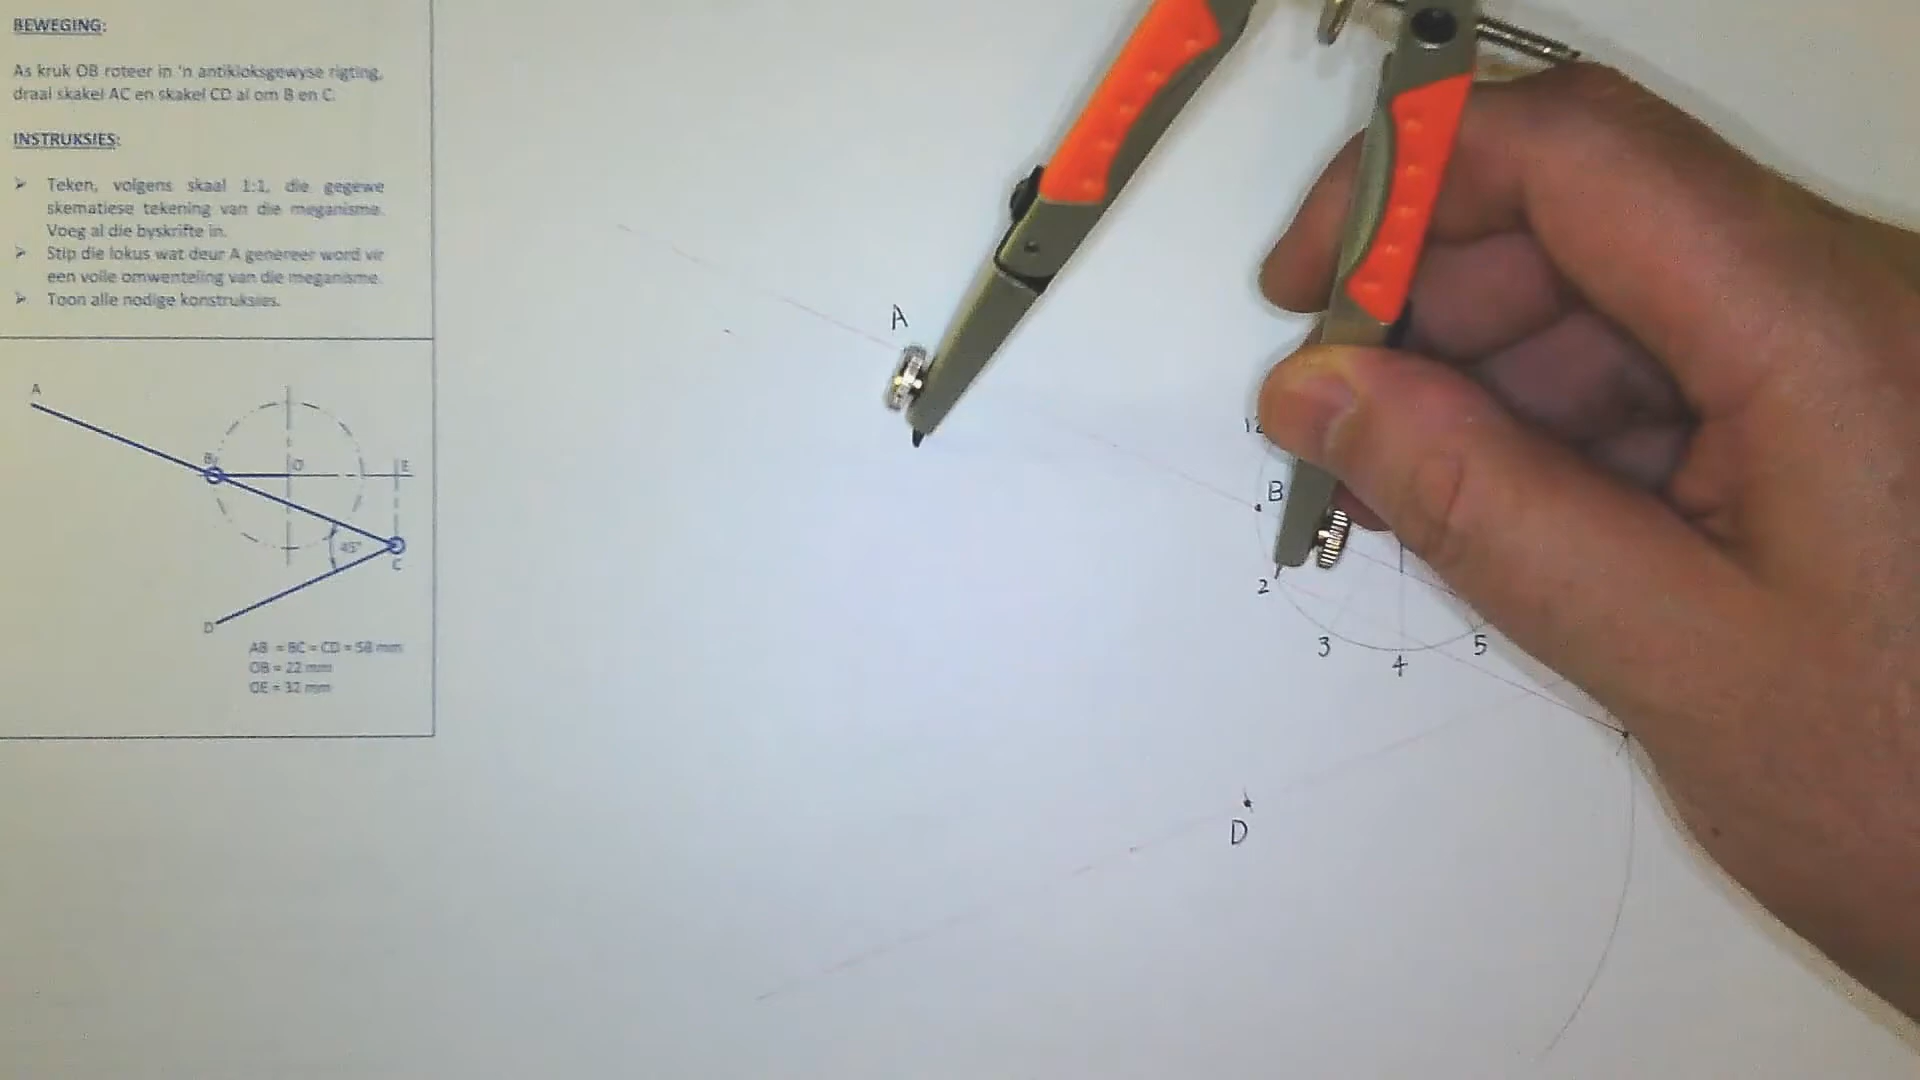 BEWEGING:
As kruk OB roteer in 'n antikloksgewyse rigting,
draai skakel AC en skakel CD al om B en C.
INSTRUKSIES:
➢ Teken, volgens skaal 1:1, die gegewe
skematiese tekening van die meganisme.
Voeg al die byskrifte in.
➢ Stip die lokus wat deur A genereer word vir
een volle omwenteling van die meganisme.
➢ Toon alle nodige konstruksies.
A
B
O
E
45°
C
D
AB = BC = CD = 58 mm
OB = 22 mm
OE = 32 mm
A
12
B
2
3
4
5
D